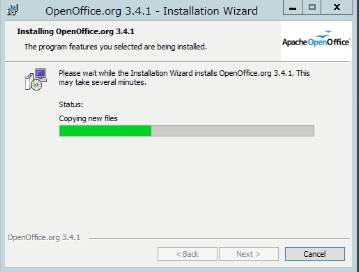 OpenOffice.org 3.4.1 - Installation Wizard
Installing OpenOffice.org 3.4.1
The program features you selected are being installed.
Apache OpenOffice™
Please wait while the Installation Wizard installs OpenOffice.org 3.4.1. This
may take several minutes.
Status:
Copying new files
OpenOffice.org 3.4.1
< Back
Next >
Cancel